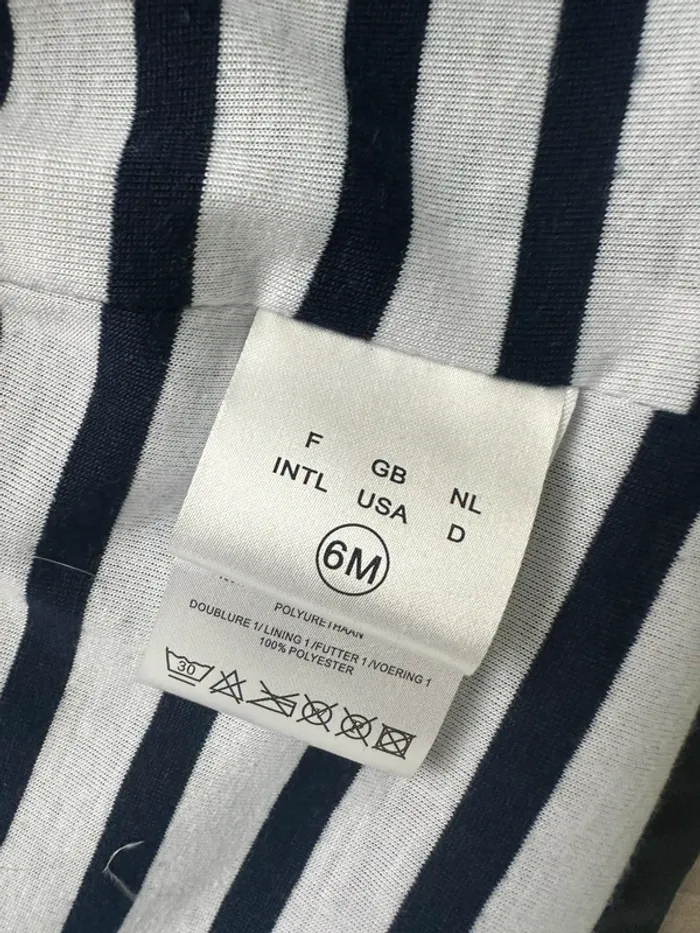 F GB NL
INTL USA D
6M
POLYURETHAAN
DOUBLURE 1/ LINING 1 /FUTTER 1 /VOERING 1
100% POLYESTER
30